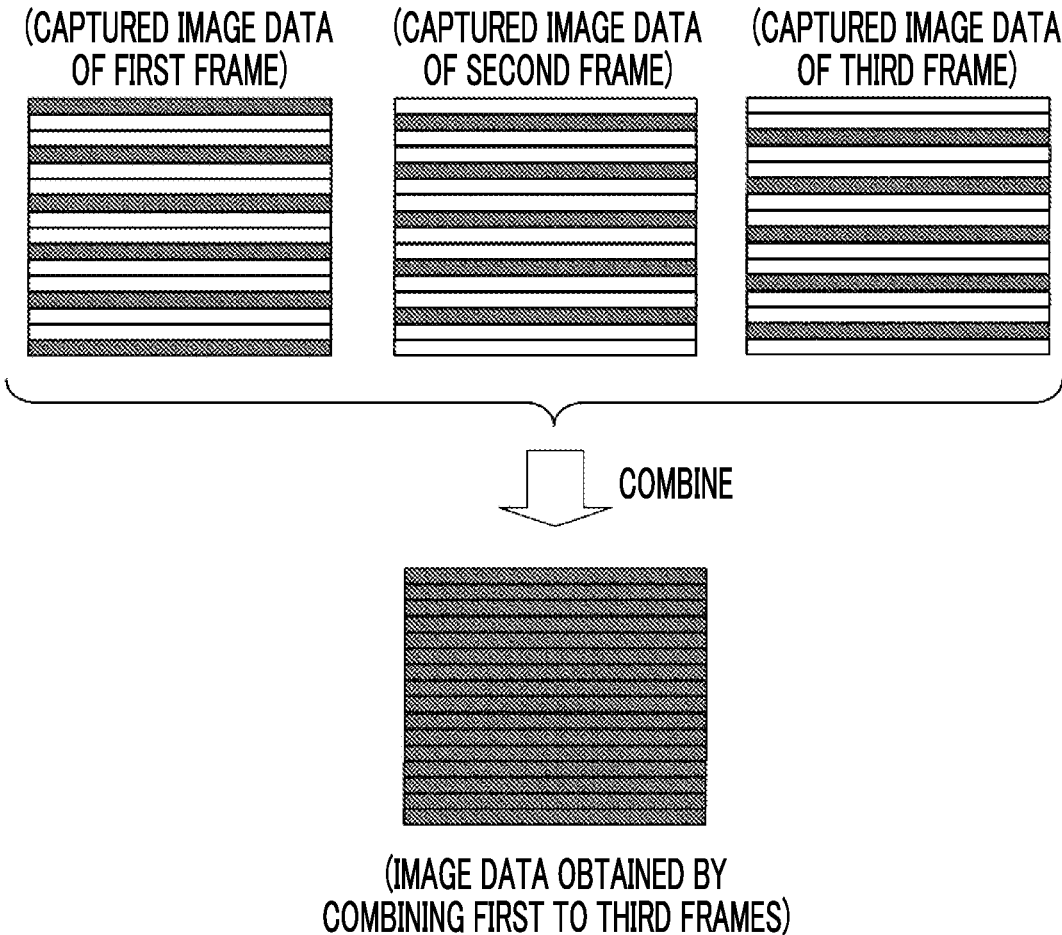 (CAPTURED IMAGE DATA
OF FIRST FRAME)
(CAPTURED IMAGE DATA
OF SECOND FRAME)
(CAPTURED IMAGE DATA
OF THIRD FRAME)
COMBINE
(IMAGE DATA OBTAINED BY
COMBINING FIRST TO THIRD FRAMES)